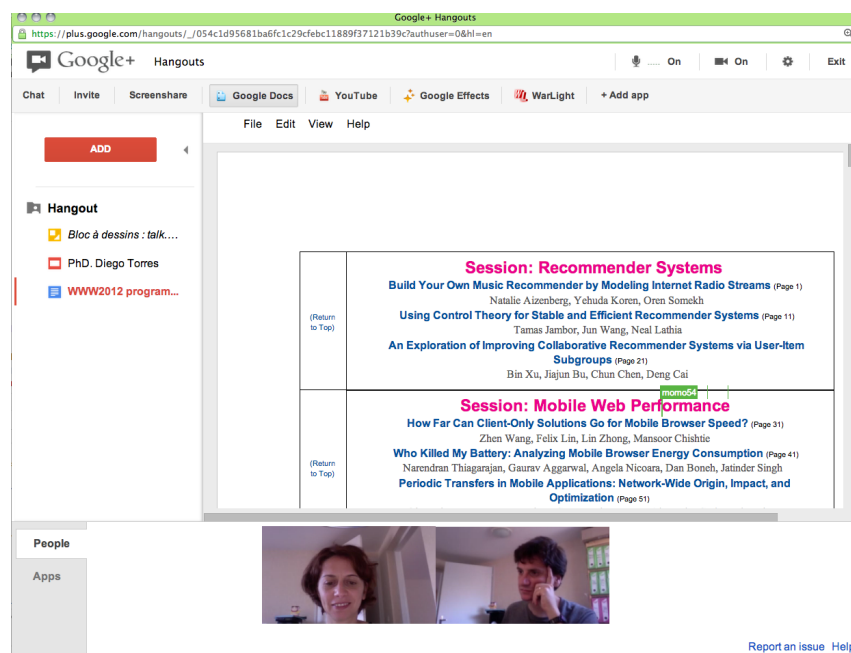 Google+ Hangouts
https://plus.google.com/hangouts/_/054c1d95681ba6fc1c29cfebc11889f37121b39c?authuser=0&hl=en
Google+ Hangouts
On On Exit
Chat Invite Screenshare Google Docs YouTube Google Effects WarLight + Add app
File Edit View Help
ADD
Hangout
Bloc à dessins : talk....
PhD. Diego Torres
WWW2012 program...
Session: Recommender Systems
Build Your Own Music Recommender by Modeling Internet Radio Streams (Page 1)
Natalie Aizenberg, Yehuda Koren, Oren Somekh
(Return
to Top)
Using Control Theory for Stable and Efficient Recommender Systems (Page 11)
Tamas Jambor, Jun Wang, Neal Lathia
An Exploration of Improving Collaborative Recommender Systems via User-Item
Subgroups (Page 21)
Bin Xu, Jiajun Bu, Chun Chen, Deng Cai
momo54
Session: Mobile Web Performance
How Far Can Client-Only Solutions Go for Mobile Browser Speed? (Page 31)
Zhen Wang, Felix Lin, Lin Zhong, Mansoor Chishtie
Who Killed My Battery: Analyzing Mobile Browser Energy Consumption (Page 41)
(Return
to Top)
Narendran Thiagarajan, Gaurav Aggarwal, Angela Nicoara, Dan Boneh, Jatinder Singh
Periodic Transfers in Mobile Applications: Network-Wide Origin, Impact, and
Optimization (Page 51)
People
Apps
Report an issue Help